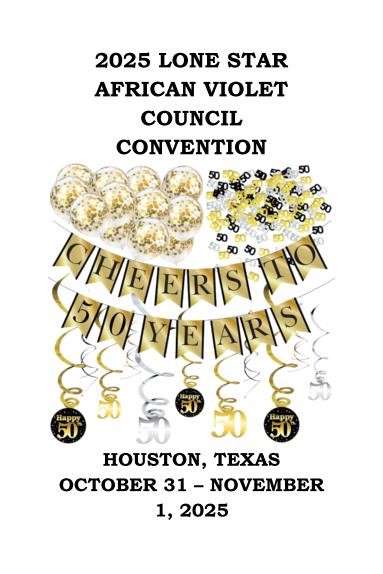 2025 LONE STAR
AFRICAN VIOLET
COUNCIL
CONVENTION
CHEERS TO
50 YEARS
Happy
50th
50
50
Happy
50th
50
Happy
50th
50
HOUSTON, TEXAS
OCTOBER 31 – NOVEMBER
1, 2025